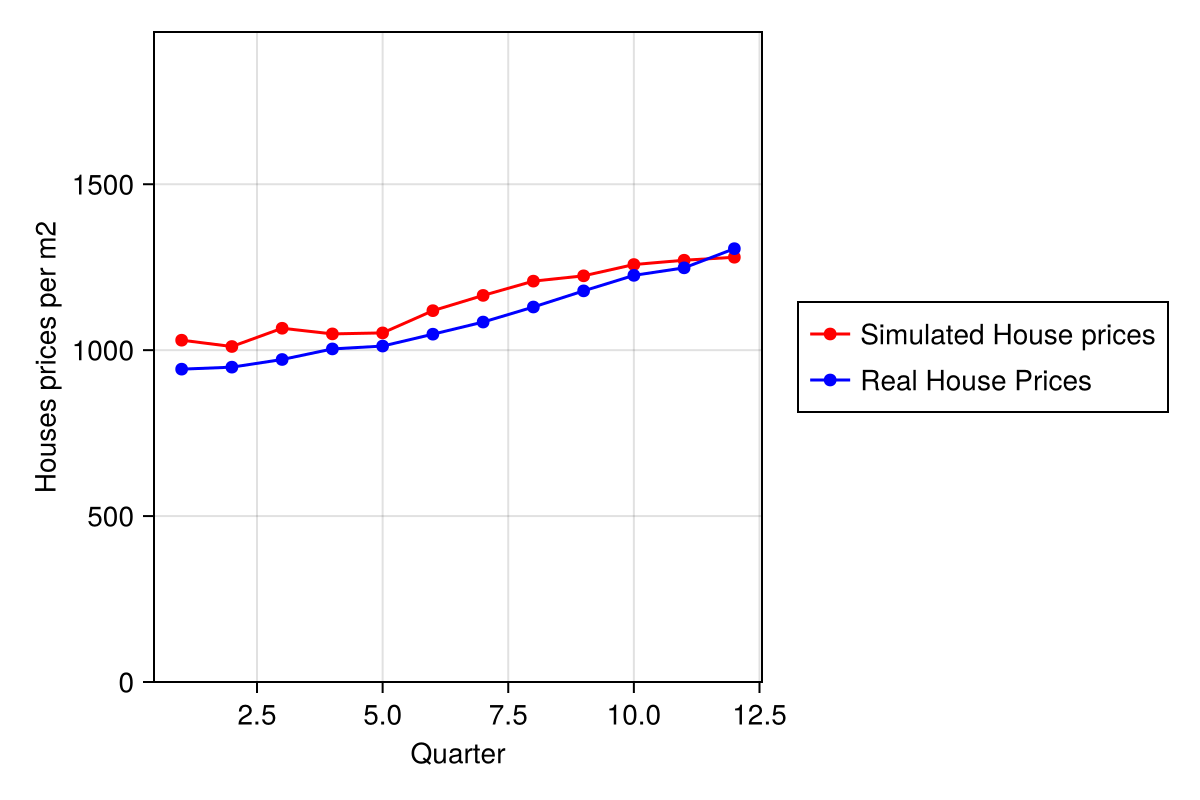 Houses prices per m2
1500
1000
500
0
2.5
5.0
7.5
10.0
12.5
Quarter
Simulated House prices
Real House Prices